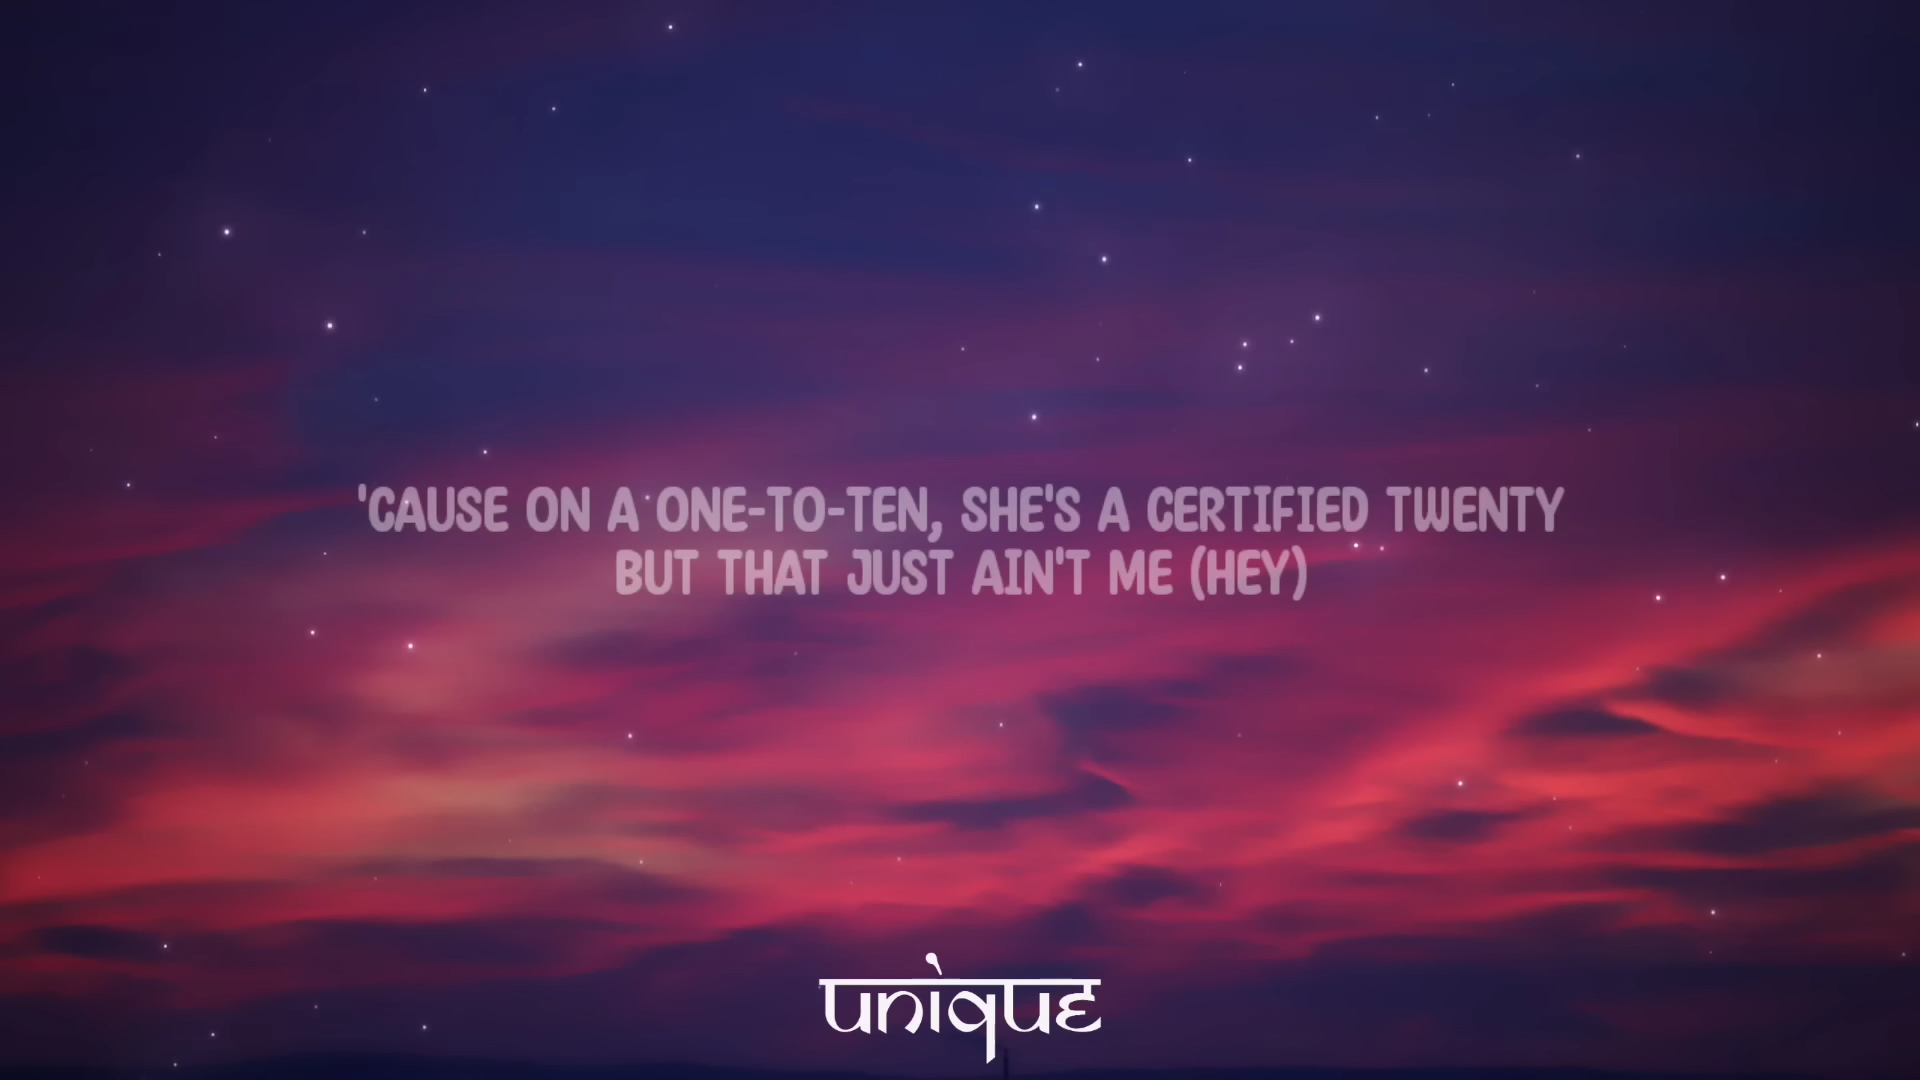 'CAUSE ON A ONE-TO-TEN, SHE'S A CERTIFIED TWENTY
BUT THAT JUST AIN'T ME (HEY)
unique